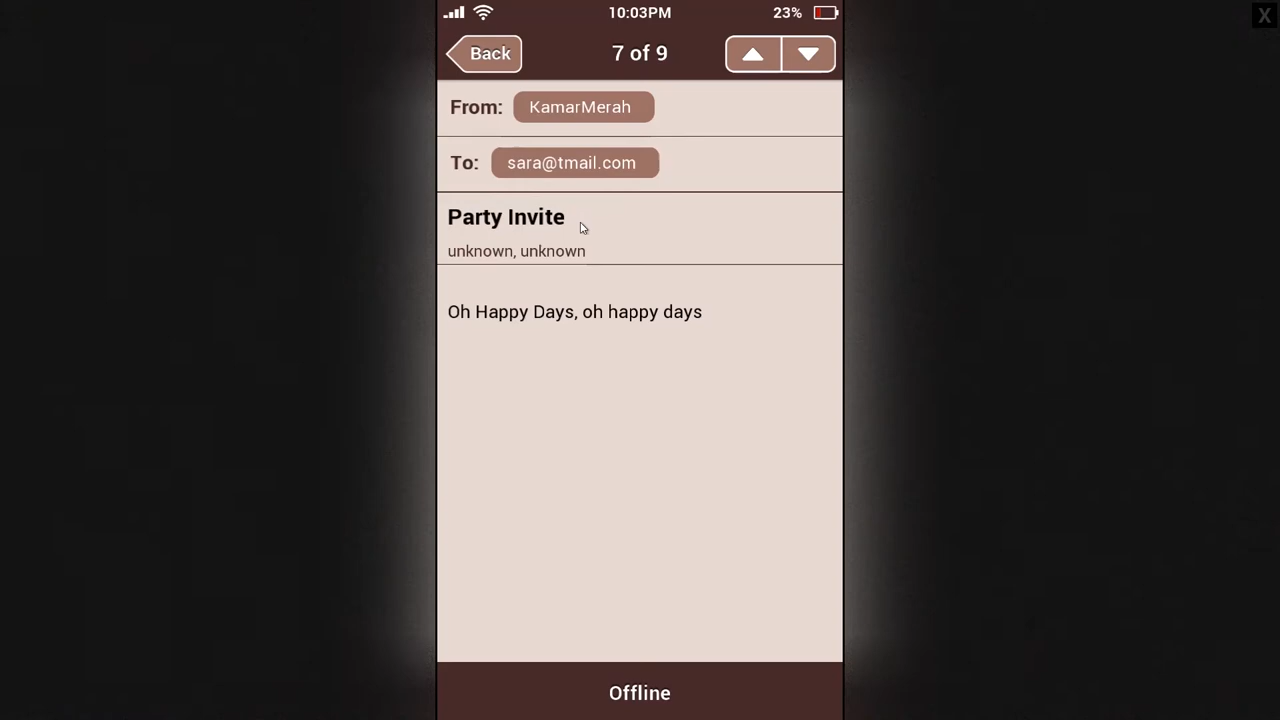 10:03PM 23%
X
Back 7 of 9
From: KamarMerah
To: sara@tmail.com
Party Invite
unknown, unknown
Oh Happy Days, oh happy days
Offline